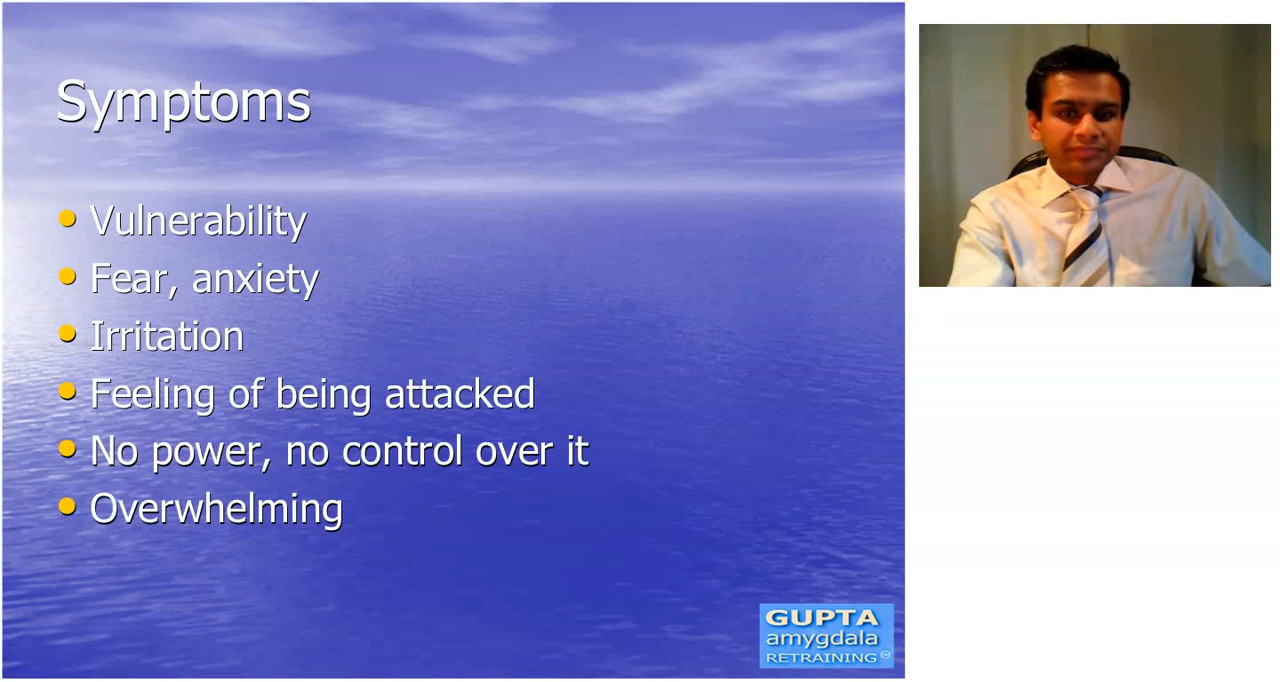 Symptoms
Vulnerability
Fear, anxiety
Irritation
Feeling of being attacked
No power, no control over it
Overwhelming
GUPTA
amygdala
RETRAINING